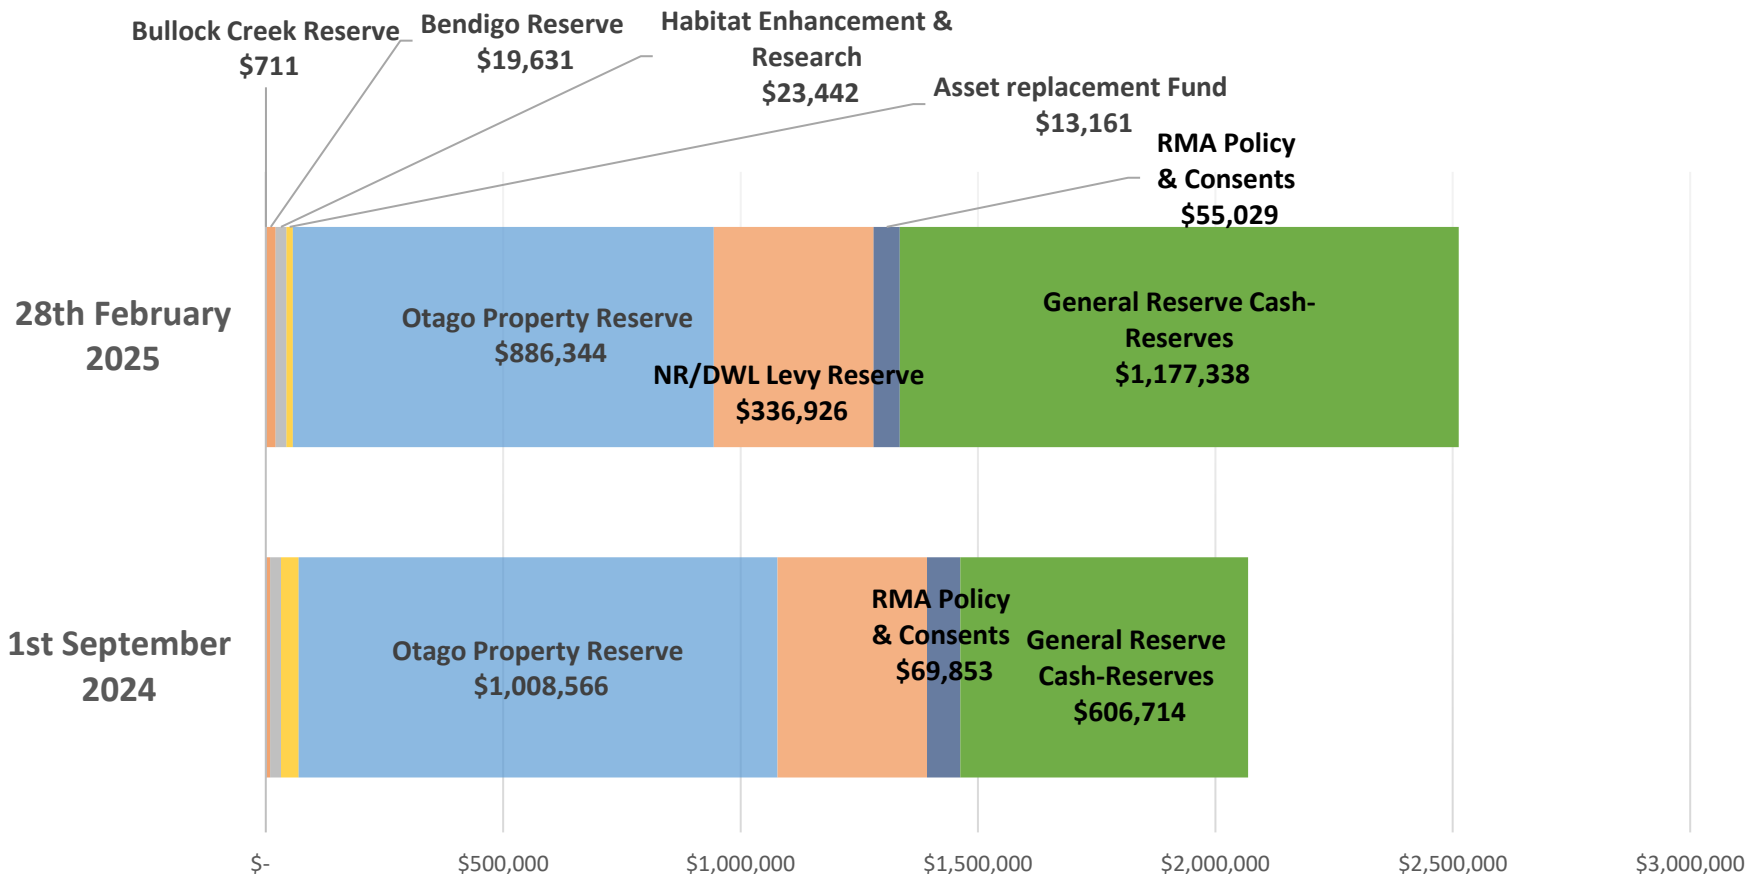 Bullock Creek Reserve
$711
Bendigo Reserve
$19,631
Habitat Enhancement &
Research
$23,442
Asset replacement Fund
$13,161
RMA Policy
& Consents
$55,029
28th February
2025
Otago Property Reserve
$886,344
NR/DWL Levy Reserve
$336,926
General Reserve Cash-
Reserves
$1,177,338
1st September
2024
Otago Property Reserve
$1,008,566
RMA Policy
& Consents
$69,853
General Reserve
Cash-Reserves
$606,714
$-
$500,000
$1,000,000
$1,500,000
$2,000,000
$2,500,000
$3,000,000